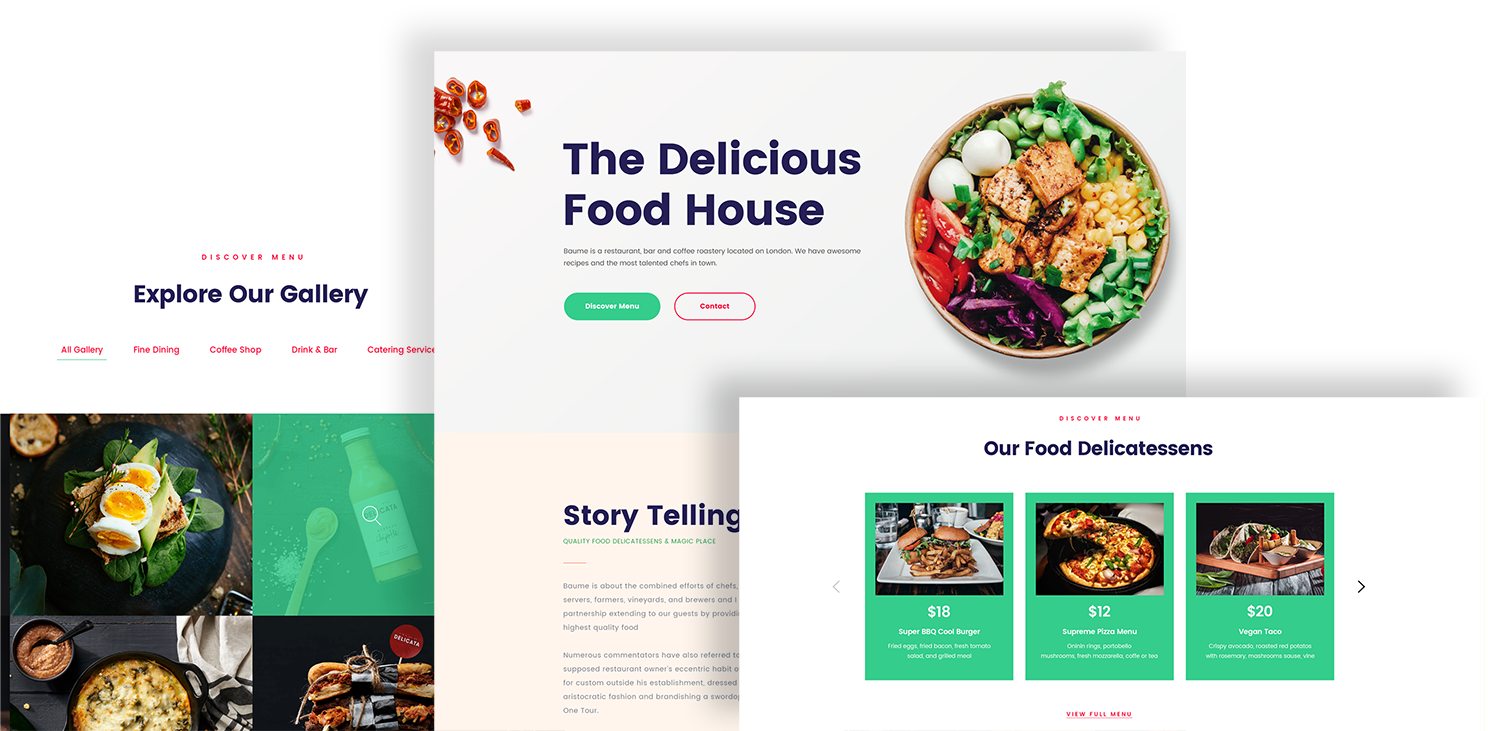 DISCOVER MENU
Explore Our Gallery
All Gallery Fine Dining Coffee Shop Drink & Bar Catering Service
DELICATA
The Delicious
Food House
Baume is a restaurant, bar and coffee roastery located on London. We have awesome
recipes and the most talented chefs in town.
Discover Menu Contact
Story Telling
QUALITY FOOD DELICATESSENS & MAGIC PLACE
Baume is about the combined efforts of chefs,
servers, farmers, vineyards, and brewers and I
partnership extending to our guests by providi
highest quality food
Numerous commentators have also referred to
supposed restaurant owner's eccentric habit o
for custom outside his establishment, dressed
aristocratic fashion and brandishing a swordo
One Tour.
DISCOVER MENU
Our Food Delicatessens
$18
Super BBQ Cool Burger
Fried eggs, fried bacon, fresh tomato
salad, and grilled meal
$12
Supreme Pizza Menu
Oninin rings, portobello
mushrooms, fresh mozzarella, coffe or tea
$20
Vegan Taco
Crispy avocado, roasted red potatos
with rosemary, mashrooms sause, vine
VIEW FULL MENU